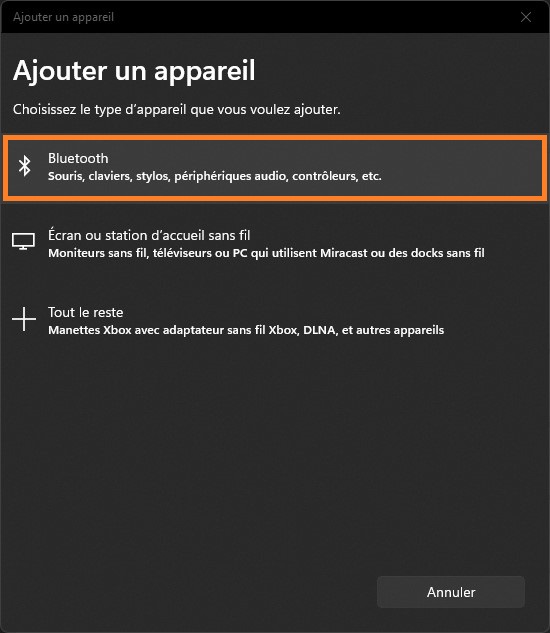 Ajouter un appareil
Ajouter un appareil
Choisissez le type d'appareil que vous voulez ajouter.
Bluetooth
Souris, claviers, stylos, périphériques audio, contrôleurs, etc.
Écran ou station d'accueil sans fil
Moniteurs sans fil, téléviseurs ou PC qui utilisent Miracast ou des docks sans fil
Tout le reste
Manettes Xbox avec adaptateur sans fil Xbox, DLNA, et autres appareils
Annuler